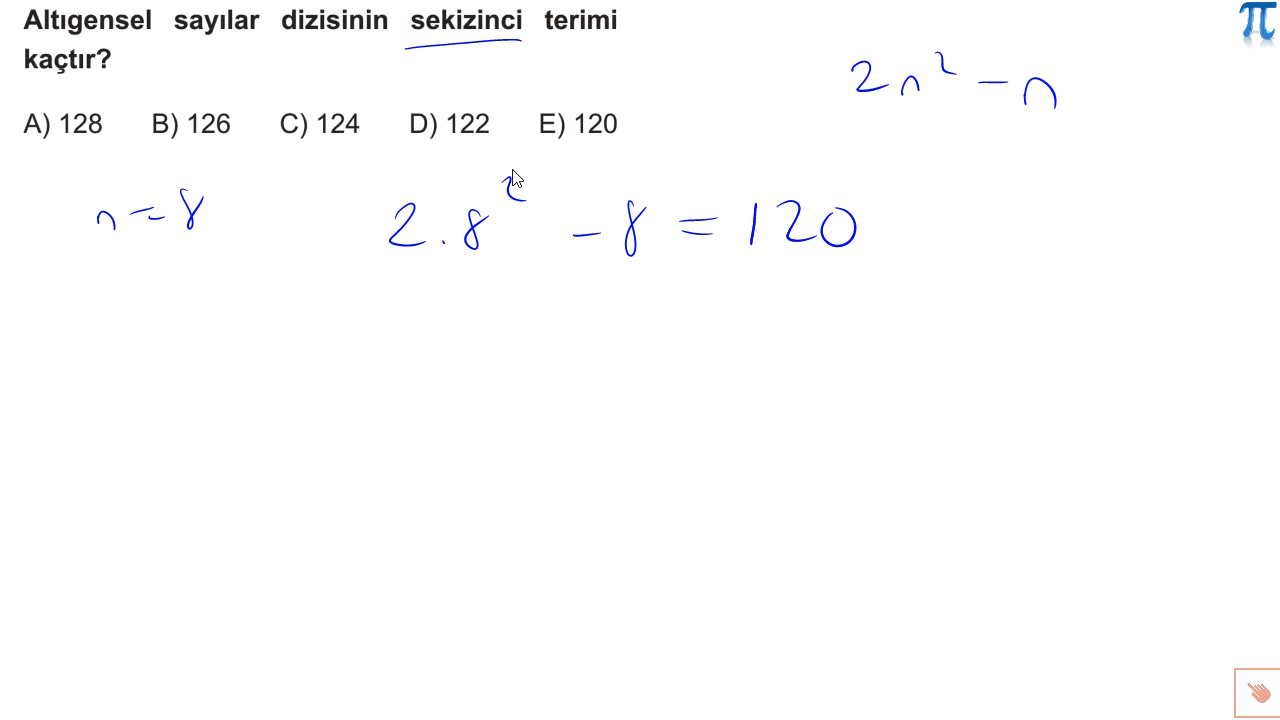 Altıgensel sayılar dizisinin sekizinci terimi
kaçtır?
2n² - n
A) 128 B) 126 C) 124 D) 122 E) 120
n = 8
2.8² - 8 = 120